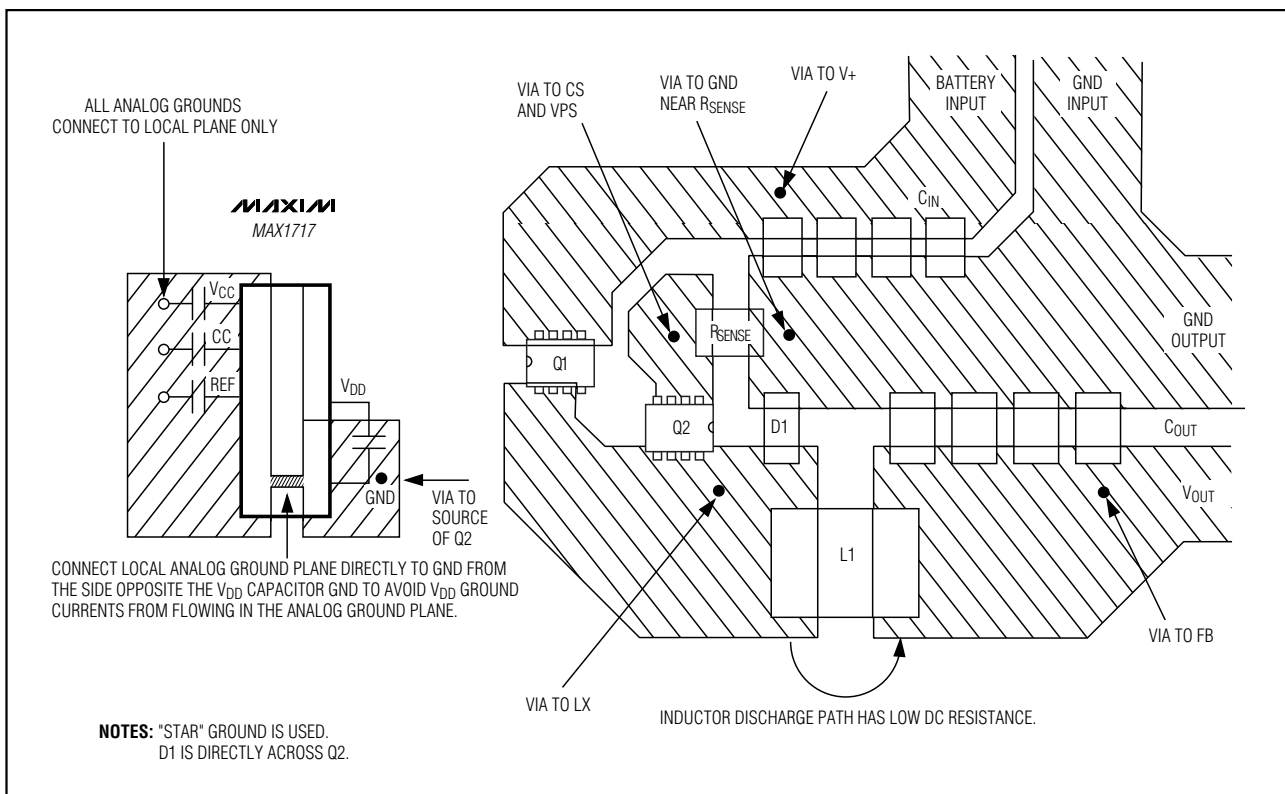 ALL ANALOG GROUNDS
CONNECT TO LOCAL PLANE ONLY
MAXIM
MAX1717
VCC
CC
REF
VDD
GND
VIA TO
SOURCE
OF Q2
CONNECT LOCAL ANALOG GROUND PLANE DIRECTLY TO GND FROM
THE SIDE OPPOSITE THE VDD CAPACITOR GND TO AVOID VDD GROUND
CURRENTS FROM FLOWING IN THE ANALOG GROUND PLANE.
NOTES: "STAR" GROUND IS USED.
D1 IS DIRECTLY ACROSS Q2.
VIA TO CS
AND VPS
VIA TO GND
NEAR RSENSE
VIA TO V+
BATTERY
INPUT
GND
INPUT
CIN
RSENSE
GND
OUTPUT
Q1
Q2
D1
COUT
VOUT
L1
VIA TO FB
VIA TO LX
INDUCTOR DISCHARGE PATH HAS LOW DC RESISTANCE.